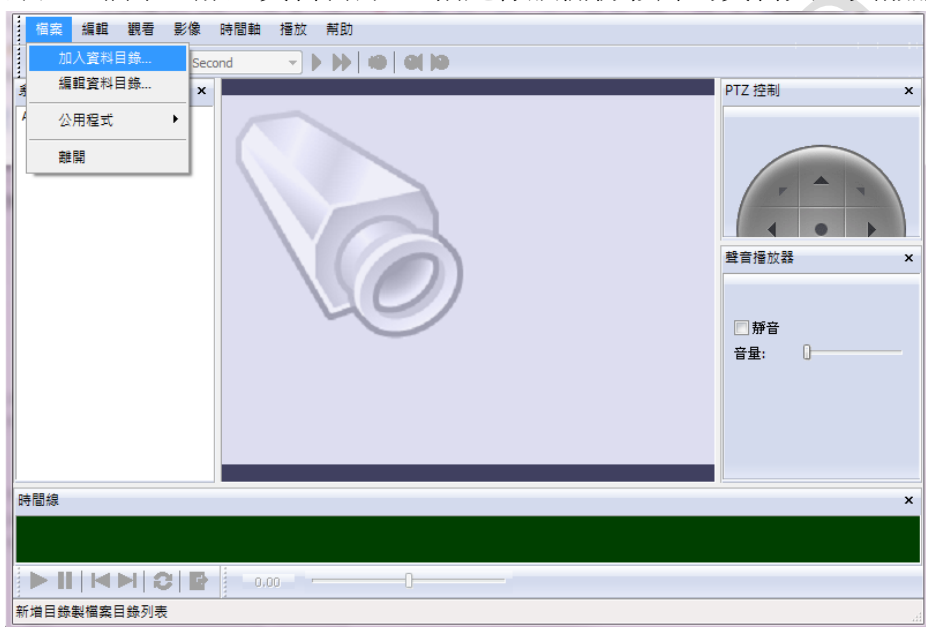 檔案 編輯 觀看 影像 時間軸 播放 幫助
加入資料目錄...
Second
編輯資料目錄...
公用程式
離開
PTZ 控制
聲音播放器
靜音
音量:
時間線
0.00
新增目錄製檔案目錄列表